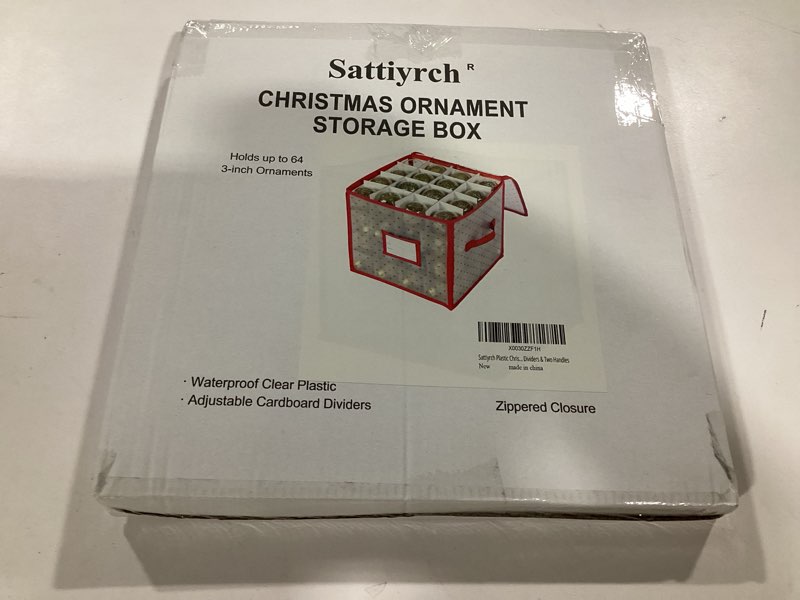 Sattiyrch R
CHRISTMAS ORNAMENT
STORAGE BOX
Holds up to 64
3-inch Ornaments
X0030ZZF1H
Sattiyrch Plastic Chris... Dividers & Two Handles
New made in china
· Waterproof Clear Plastic
· Adjustable Cardboard Dividers
Zippered Closure